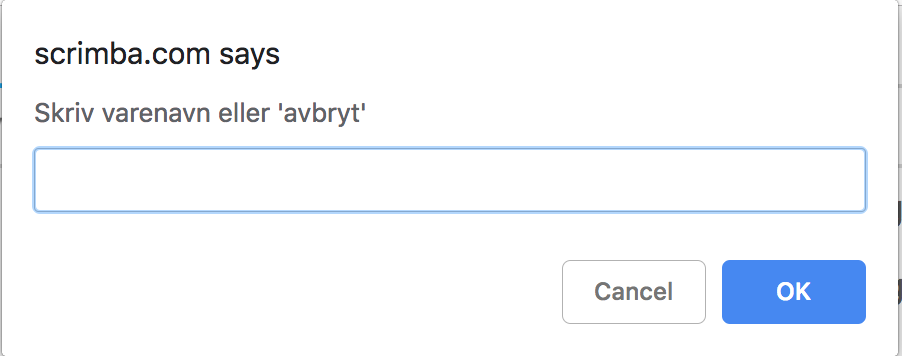 scrimba.com says
Skriv varenavn eller 'avbryt'
Cancel
OK